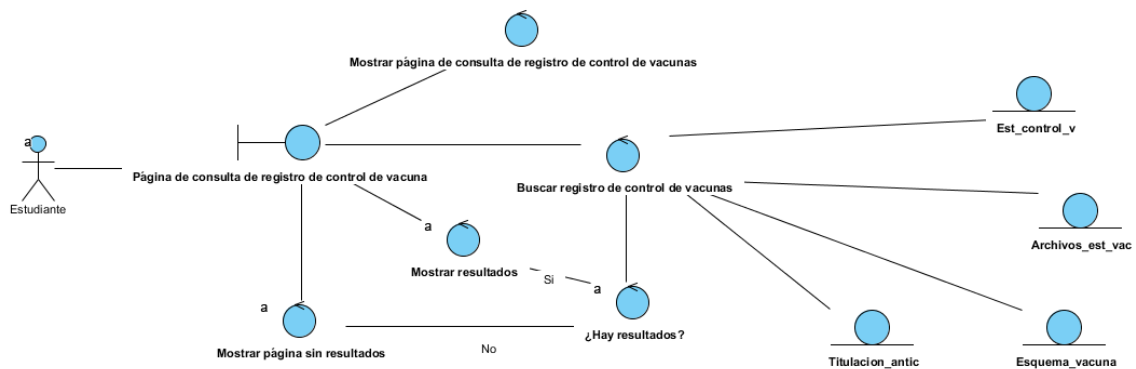 Mostrar página de consulta de registro de control de vacunas
Est_control_v
a
Página de consulta de registro de control de vacuna
Buscar registro de control de vacunas
Estudiante
a
Archivos_est_vac
Mostrar resultados
Si
a
a
¿Hay resultados?
Mostrar página sin resultados
No
Titulacion_antic
Esquema_vacuna